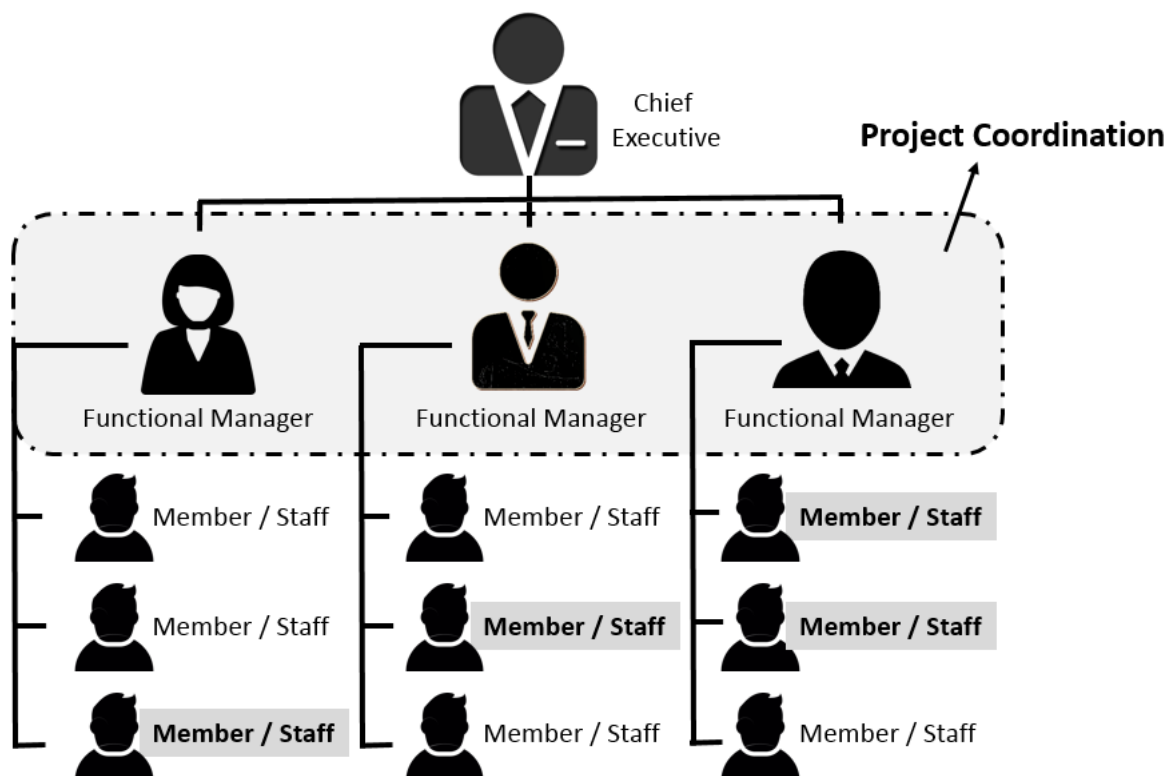 Chief
Executive
Project Coordination
Functional Manager
Functional Manager
Functional Manager
Member / Staff
Member / Staff
Member / Staff
Member / Staff
Member / Staff
Member / Staff
Member / Staff
Member / Staff
Member / Staff